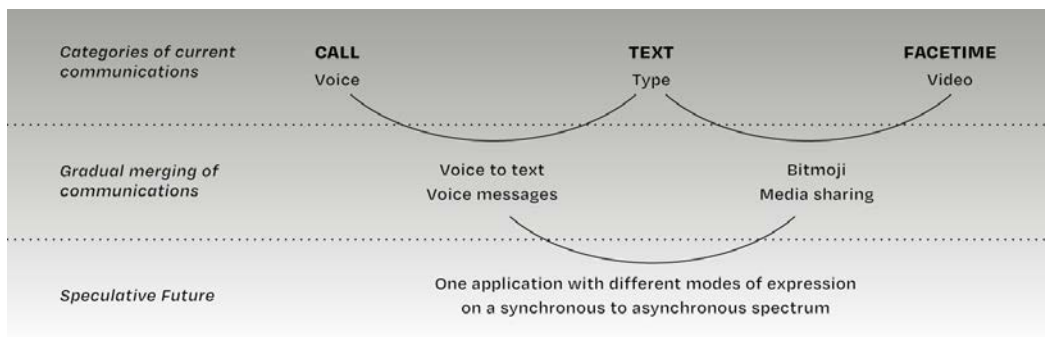 Categories of current
communications
CALL
Voice
TEXT
Type
FACETIME
Video
Gradual merging of
communications
Voice to text
Voice messages
Bitmoji
Media sharing
Speculative Future
One application with different modes of expression
on a synchronous to asynchronous spectrum